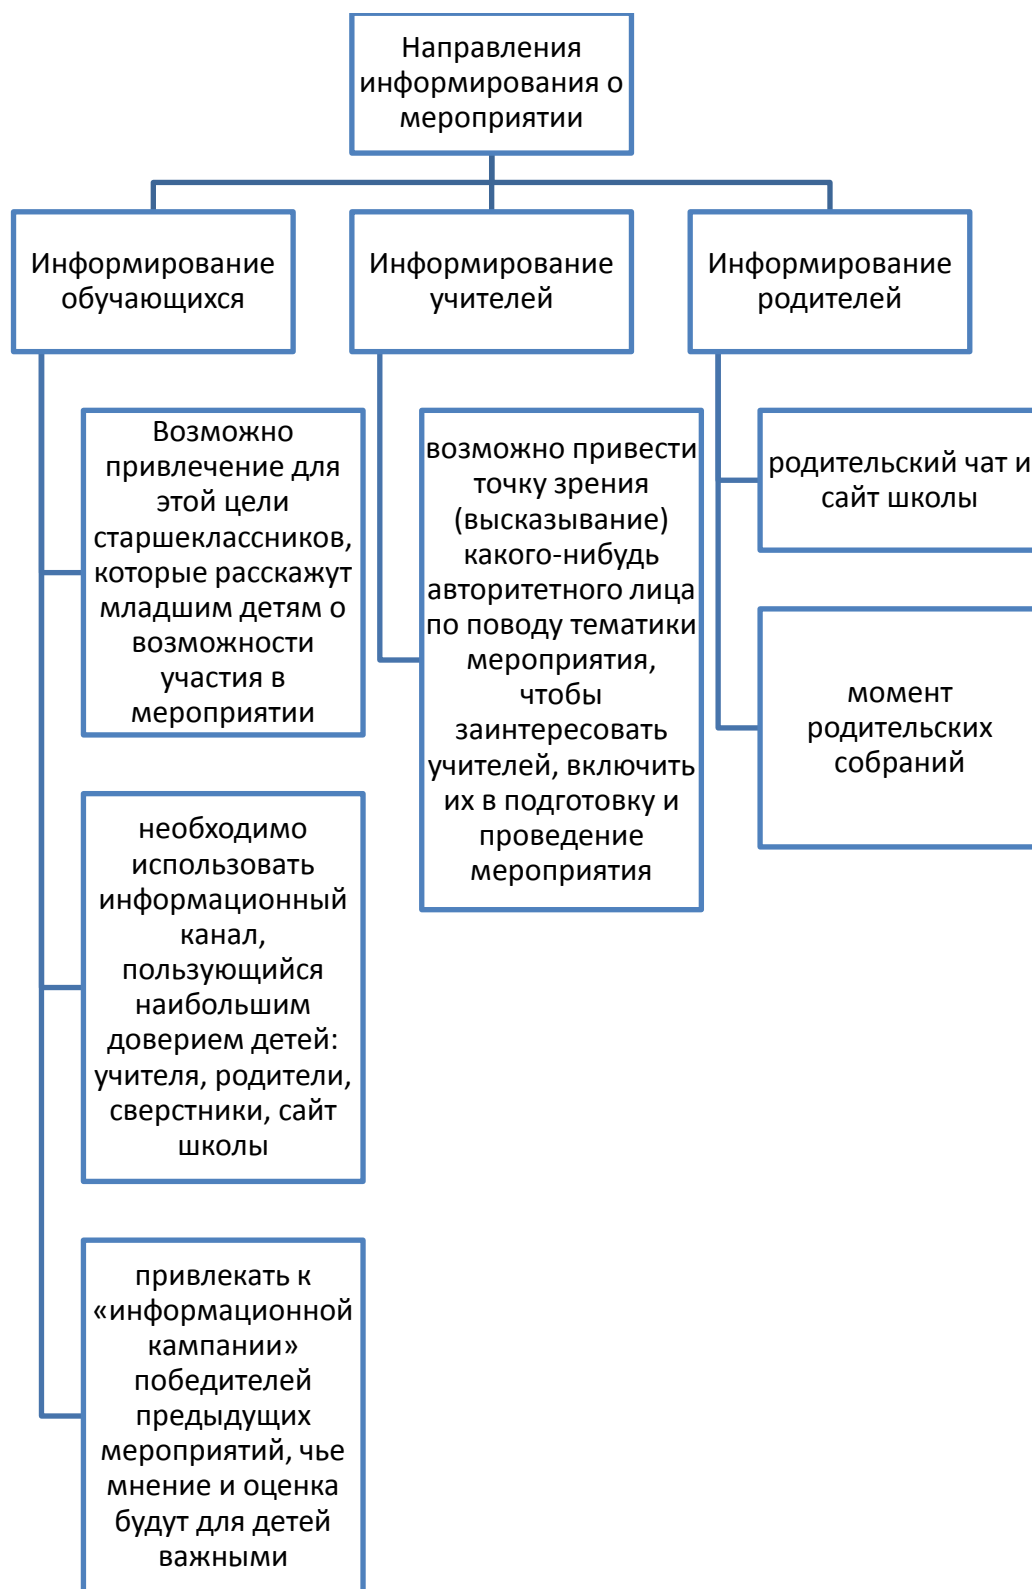 Направления
информирования о
мероприятии
Информирование
обучающихся
Информирование
учителей
Информирование
родителей
Возможно
привлечение для
этой цели
старшеклассников,
которые расскажут
младшим детям о
возможности
участия в
мероприятии
необходимо
использовать
информационный
канал,
пользующийся
наибольшим
доверием детей:
учителя, родители,
сверстники, сайт
школы
привлекать к
«информационной
кампании»
победителей
предыдущих
мероприятий, чье
мнение и оценка
будут для детей
важными
возможно привести
точку зрения
(высказывание)
какого-нибудь
авторитетного лица
по поводу тематики
мероприятия,
чтобы
заинтересовать
учителей, включить
их в подготовку и
проведение
мероприятия
родительский чат и
сайт школы
момент
родительских
собраний